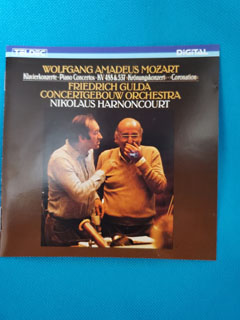 TELDEC DIGITAL
WOLFGANG AMADEUS MOZART
Klavierkonzerte · Piano Concertos · KV 488 & 537 · »Krönungskonzert« · »Coronation«
FRIEDRICH GULDA
CONCERTGEBOUW ORCHESTRA
NIKOLAUS HARNONCOURT